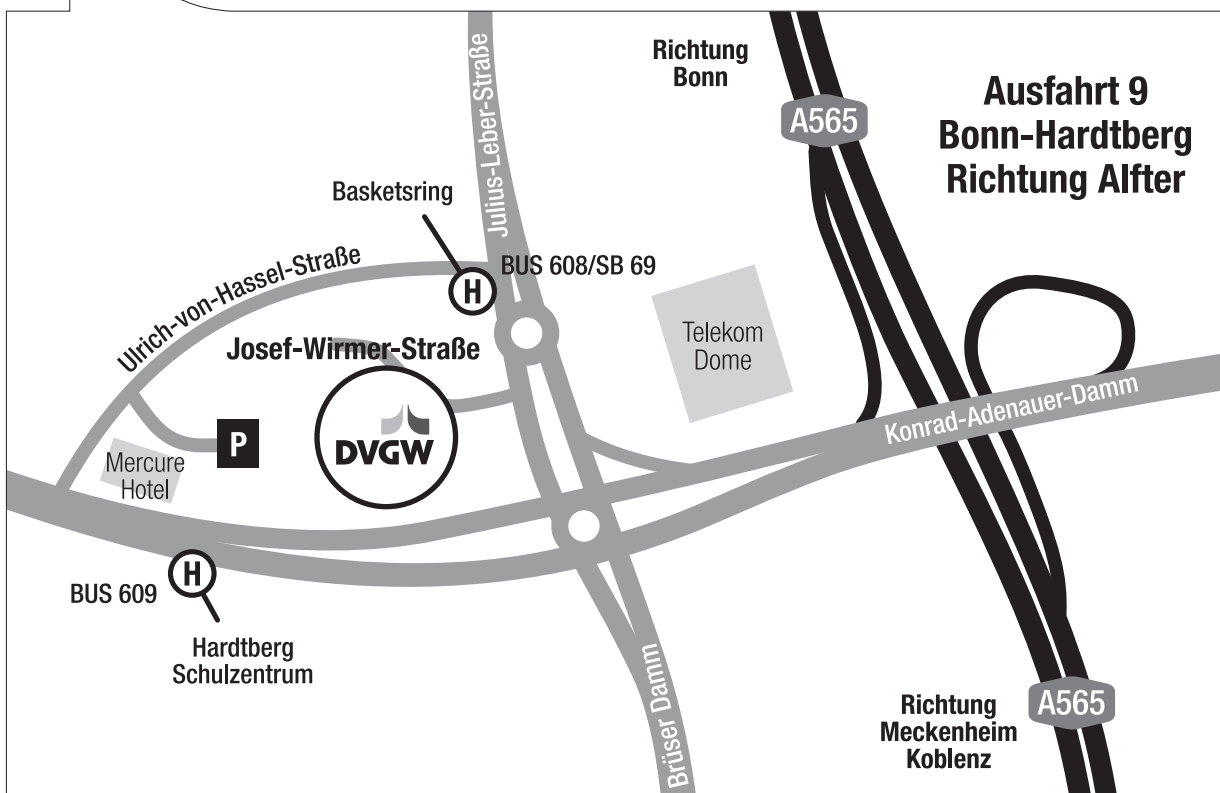 Richtung
Bonn
A565
Ausfahrt 9
Bonn-Hardtberg
Richtung Alfter
Julius-Leber-Straße
Basketsring
H
BUS 608/SB 69
Ulrich-von-Hassel-Straße
Josef-Wirmer-Straße
Telekom
Dome
Konrad-Adenauer-Damm
DVGW
P
Mercure
Hotel
H
BUS 609
Hardtberg
Schulzentrum
Brüser Damm
Richtung
Meckenheim
Koblenz
A565